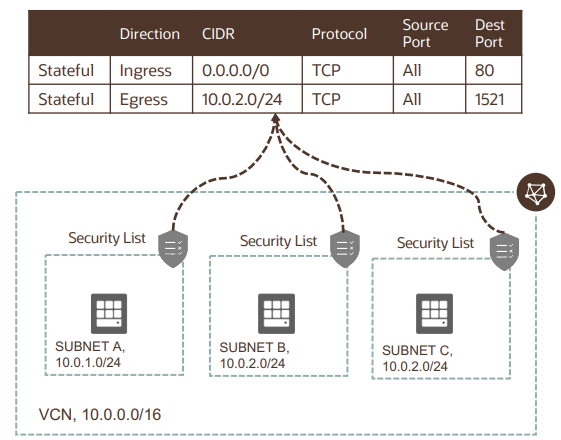 Direction CIDR Protocol Source Port Dest Port
Stateful Ingress 0.0.0.0/0 TCP All 80
Stateful Egress 10.0.2.0/24 TCP All 1521
Security List
Security List
Security List
SUBNET A,
10.0.1.0/24
SUBNET B,
10.0.2.0/24
SUBNET C,
10.0.2.0/24
VCN, 10.0.0.0/16